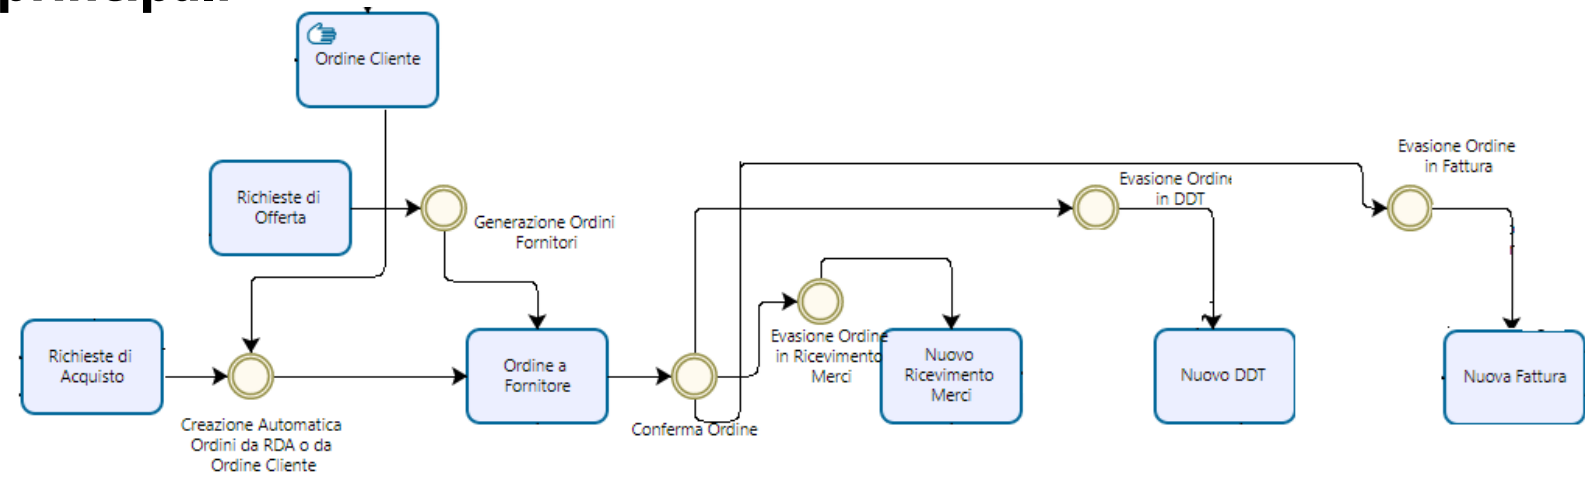 principali
Ordine Cliente
Richieste di
Offerta
Generazione Ordini
Fornitori
Evasione Ordine
in DDT
Evasione Ordine
in Fattura
Richieste di
Acquisto
Creazione Automatica
Ordini da RDA o da
Ordine Cliente
Ordine a
Fornitore
Conferma Ordine
Evasione Ordine
in Ricevimento
Merci
Nuovo
Ricevimento
Merci
Nuovo DDT
Nuova Fattura